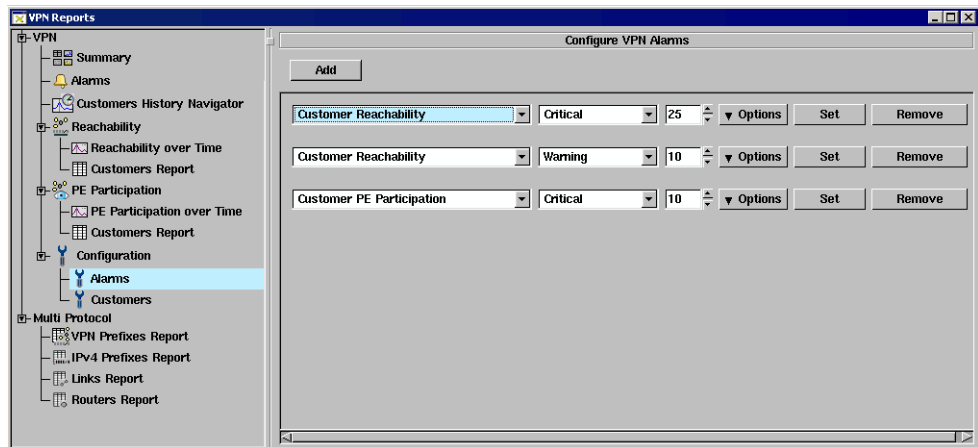 VPN Reports
VPN
Summary
Alarms
Customers History Navigator
Reachability
Reachability over Time
Customers Report
PE Participation
PE Participation over Time
Customers Report
Configuration
Alarms
Customers
Multi Protocol
VPN Prefixes Report
IPv4 Prefixes Report
Links Report
Routers Report
Configure VPN Alarms
Add
Customer Reachability Critical 25 Options Set Remove
Customer Reachability Warning 10 Options Set Remove
Customer PE Participation Critical 10 Options Set Remove